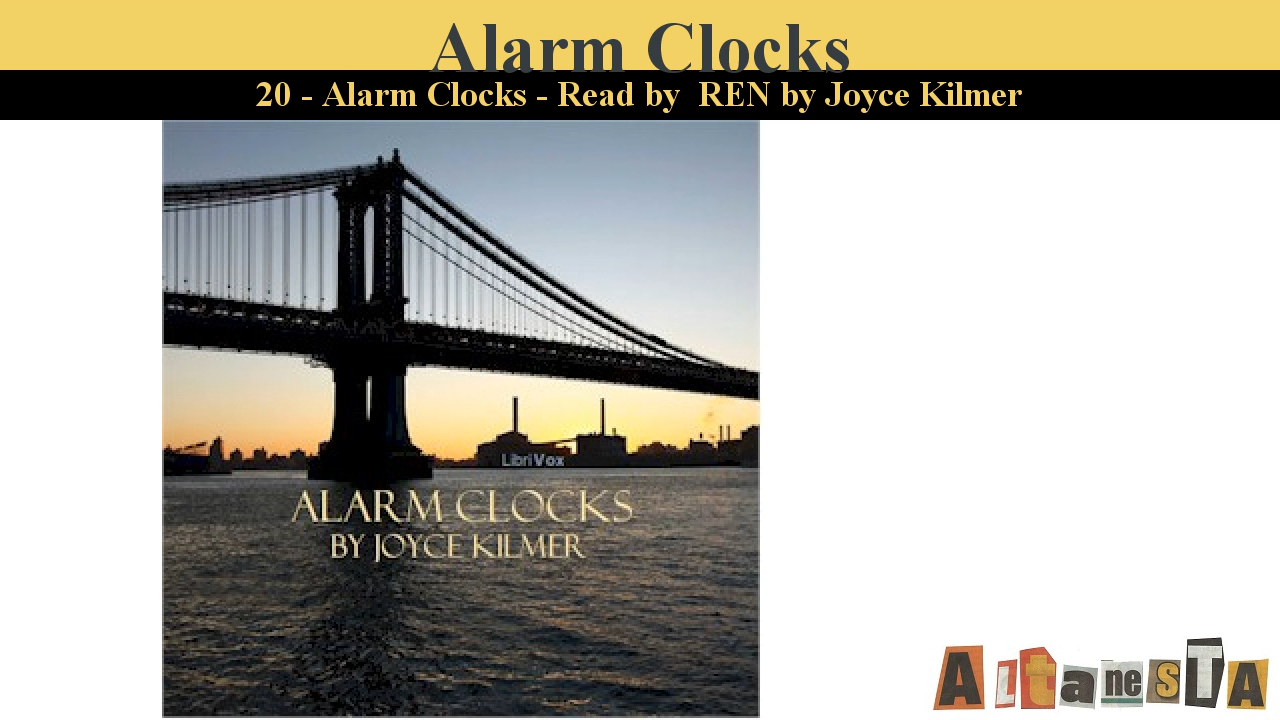 Alarm Clocks
20 - Alarm Clocks - Read by  REN by Joyce Kilmer
LibriVox
ALARM CLOCKS
BY JOYCE KILMER
AltanesTA